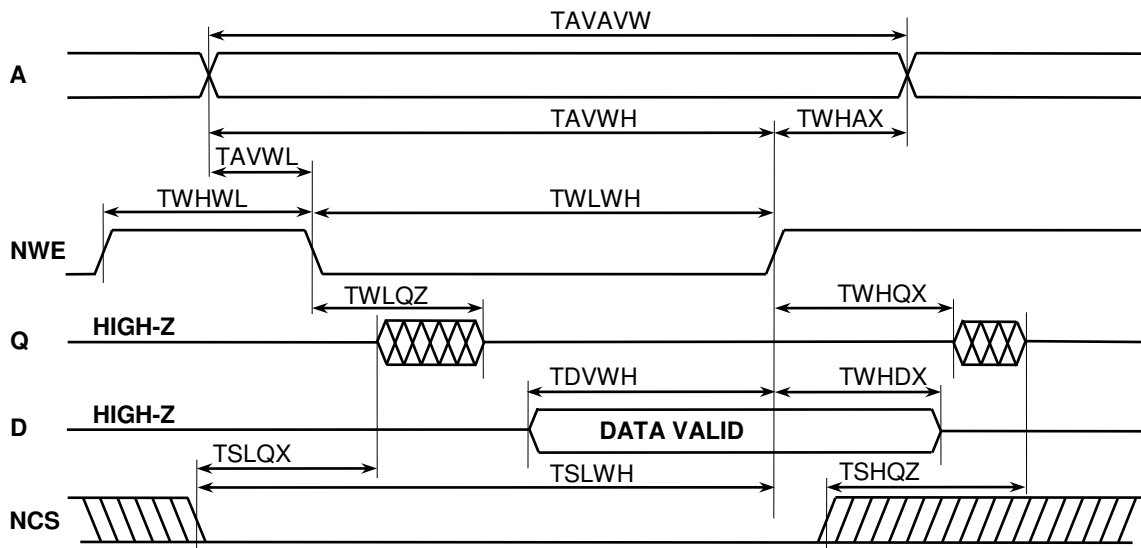 TAVAVW
A
TAVWH
TWHAX
TAVWL
TWHWL
TWLWH
NWE
TWLQZ
TWHQX
HIGH-Z
Q
TDVWH
TWHDX
HIGH-Z
D
DATA VALID
TSLQX
TSLWH
TSHQZ
NCS